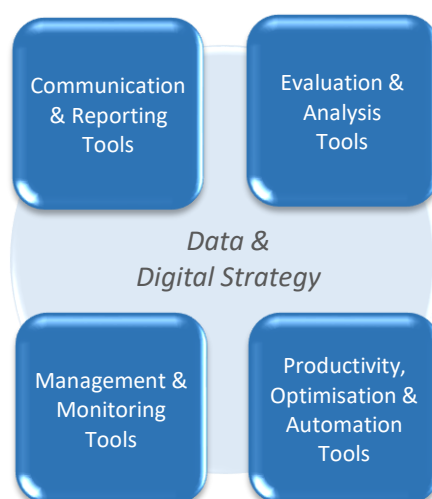 Communication
& Reporting
Tools
Evaluation &
Analysis
Tools
Data &
Digital Strategy
Management &
Monitoring
Tools
Productivity,
Optimisation &
Automation
Tools